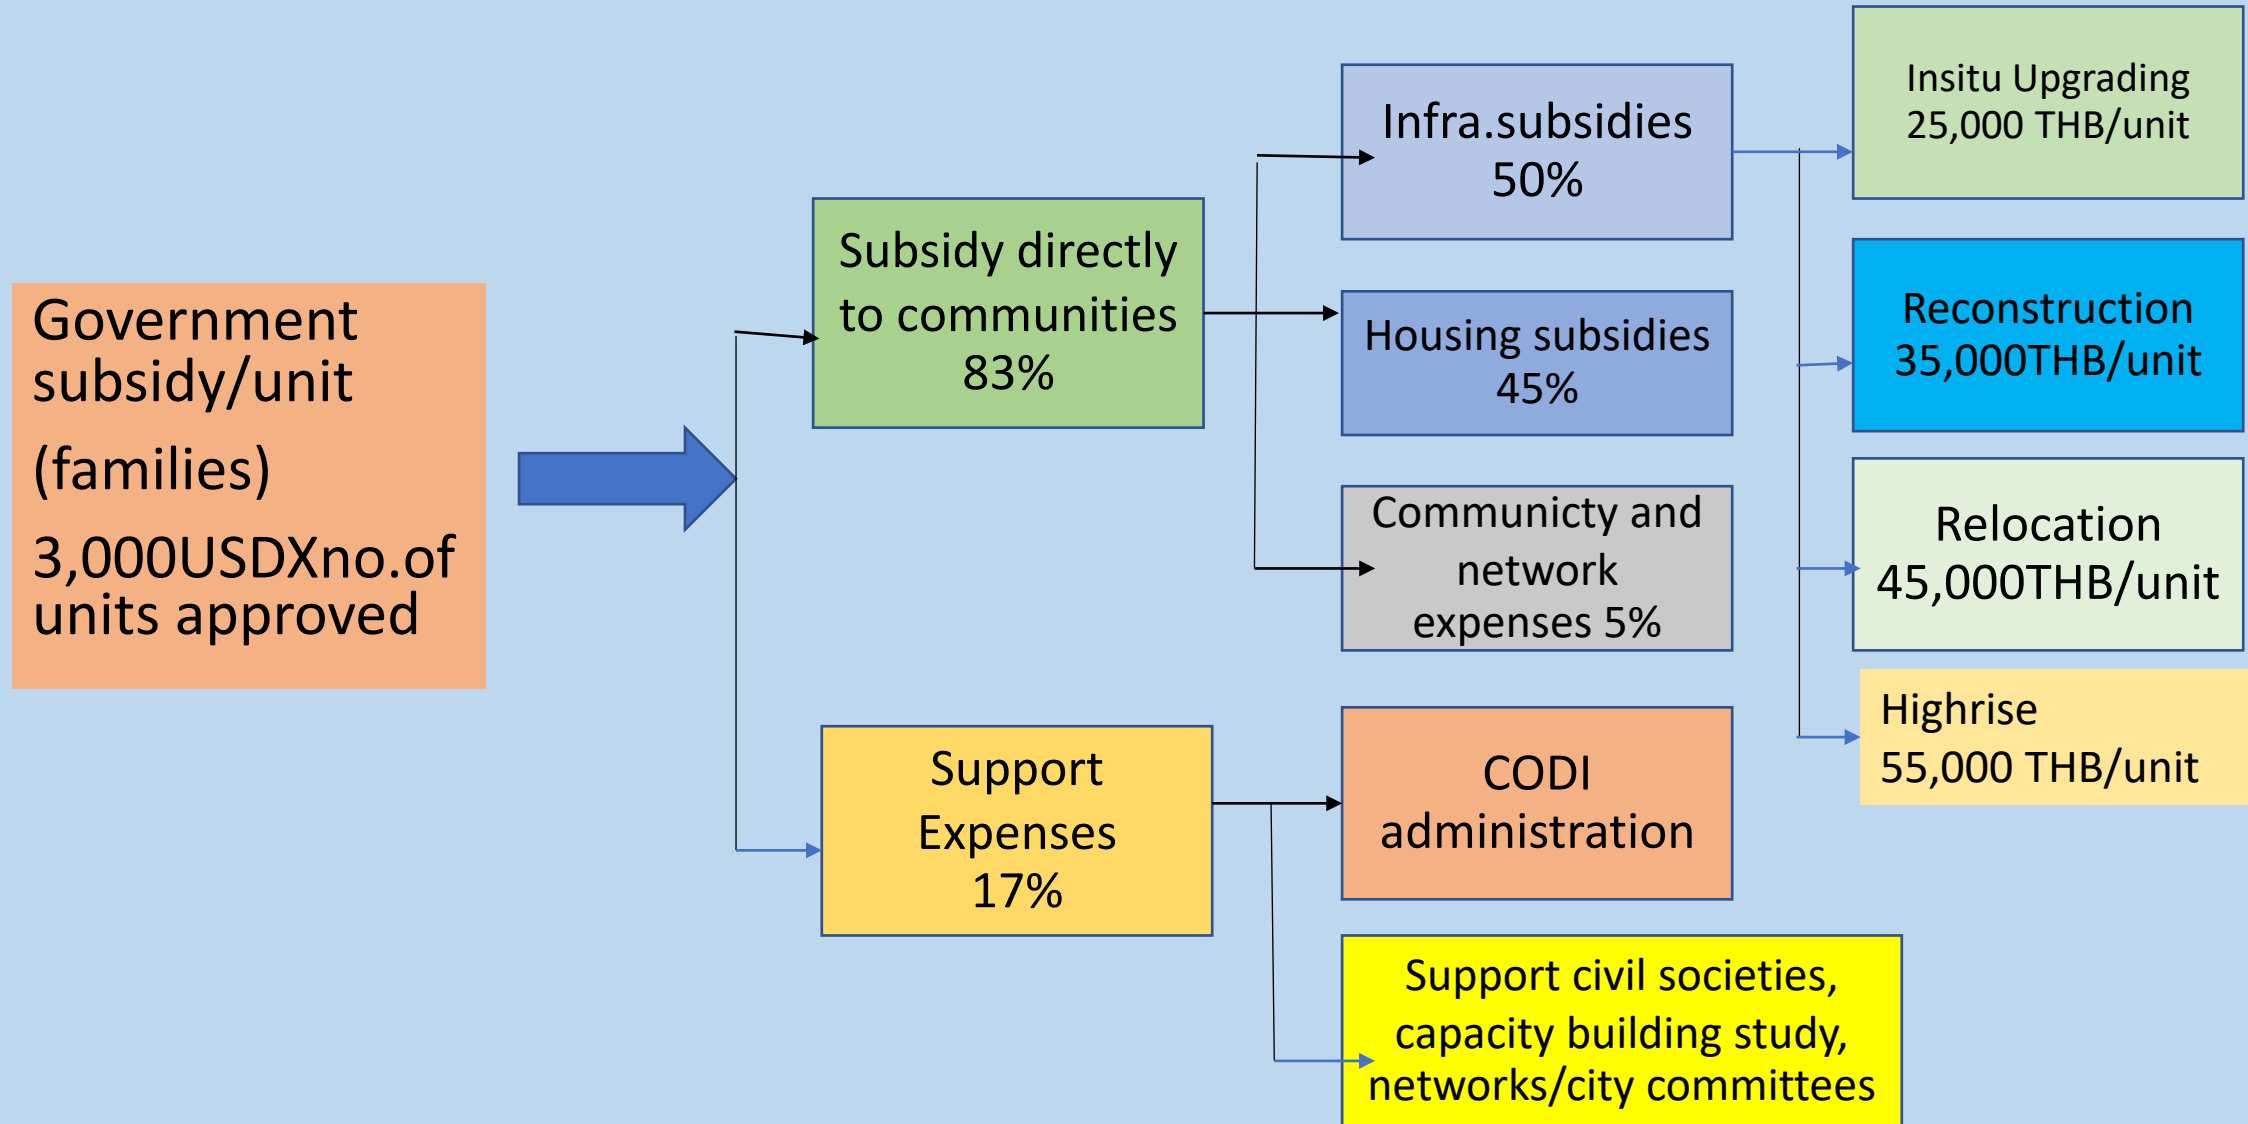 Government
subsidy/unit
(families)
3,000USDXno.of
units approved
Subsidy directly
to communities
83%
Support
Expenses
17%
Infra.subsidies
50%
Housing subsidies
45%
Communicty and
network
expenses 5%
CODI
administration
Support civil societies,
capacity building study,
networks/city committees
Insitu Upgrading
25,000 THB/unit
Reconstruction
35,000THB/unit
Relocation
45,000THB/unit
Highrise
55,000 THB/unit